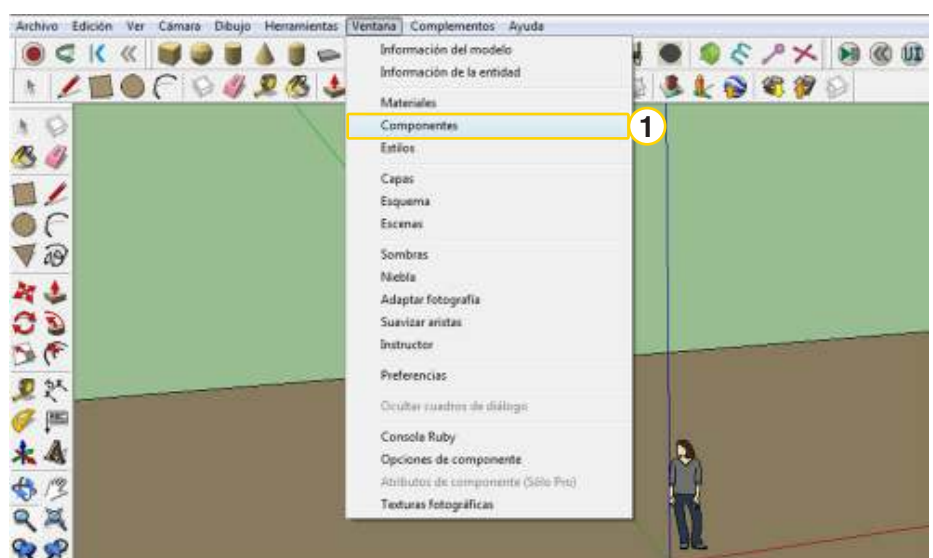 Archivo Edición Ver Cámara Dibujo Herramientas Ventana Complementos Ayuda
UI
Información del modelo
Información de la entidad
Materiales
Componentes
1
Estilos
Capas
Esquema
Escenas
Sombras
Niebla
Adaptar fotografía
Suavizar aristas
Instructor
Preferencias
Ocultar cuadros de diálogo
Consola Ruby
Opciones de componente
Atributos de componente (Sólo Pro)
Texturas fotográficas